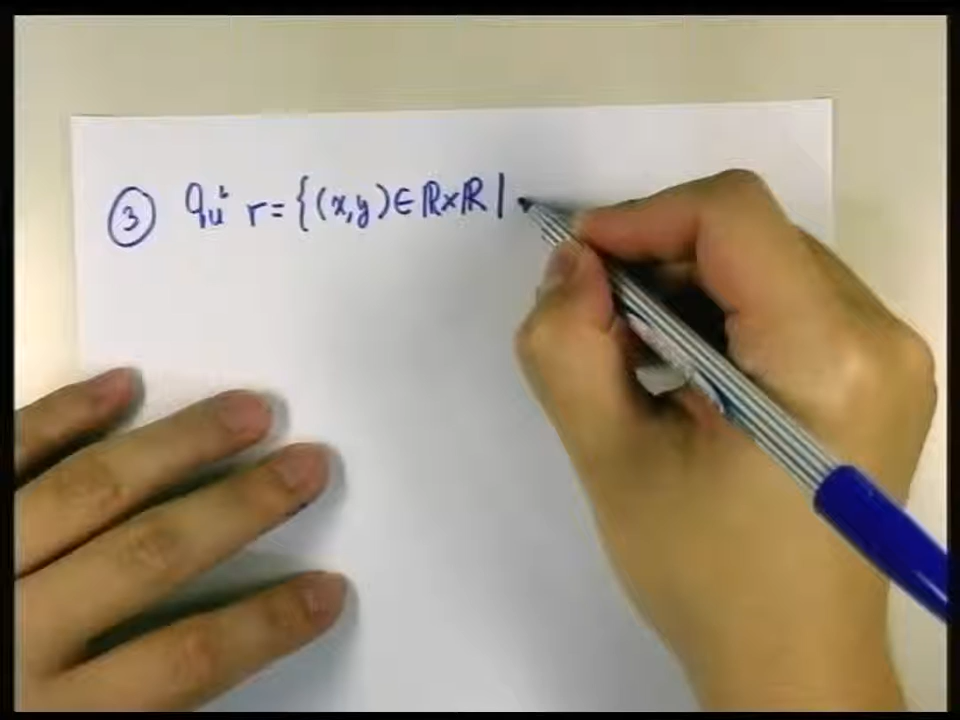 ③ ให้ r = {(x,y) ∈ ℝ×ℝ |